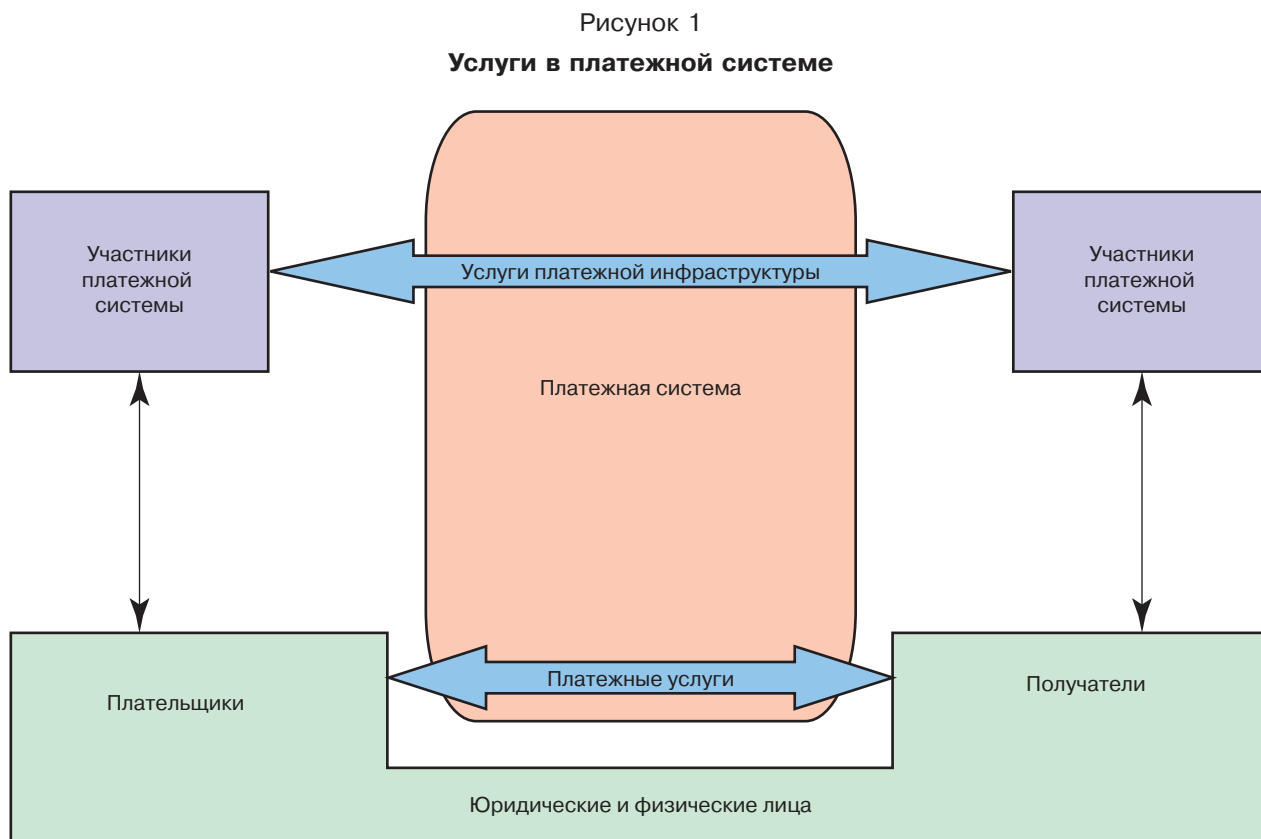 Рисунок 1
Услуги в платежной системе
Участники
платежной
системы
Услуги платежной инфраструктуры
Участники
платежной
системы
Платежная система
Плательщики
Платежные услуги
Получатели
Юридические и физические лица